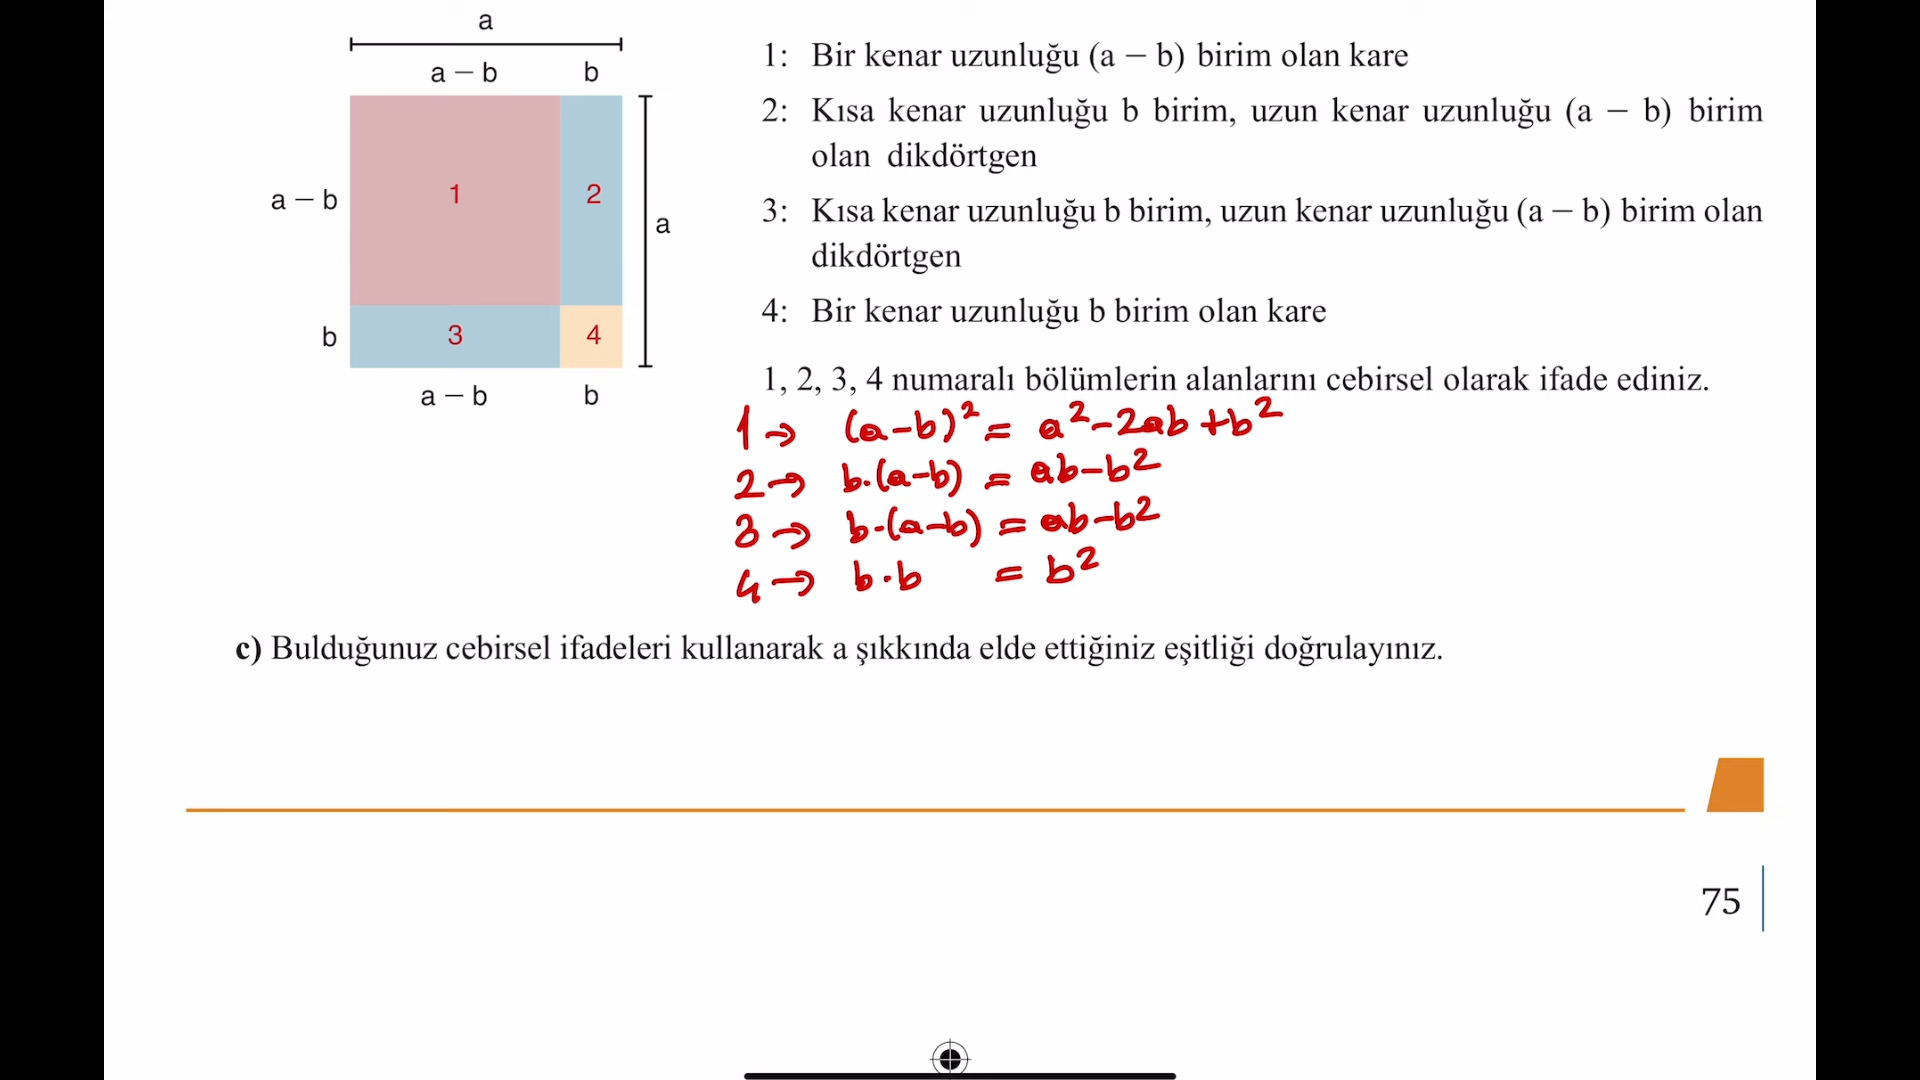 a
a – b b
1 2
a – b
a
b 3 4
a – b b
1: Bir kenar uzunluğu (a – b) birim olan kare
2: Kısa kenar uzunluğu b birim, uzun kenar uzunluğu (a – b) birim
olan dikdörtgen
3: Kısa kenar uzunluğu b birim, uzun kenar uzunluğu (a – b) birim olan
dikdörtgen
4: Bir kenar uzunluğu b birim olan kare
1, 2, 3, 4 numaralı bölümlerin alanlarını cebirsel olarak ifade ediniz.
1 → (a-b)² = a²-2ab+b²
2 → b·(a-b) = ab-b²
3 → b·(a-b) = ab-b²
4 → b·b = b²
c) Bulduğunuz cebirsel ifadeleri kullanarak a şıkkında elde ettiğiniz eşitliği doğrulayınız.
75